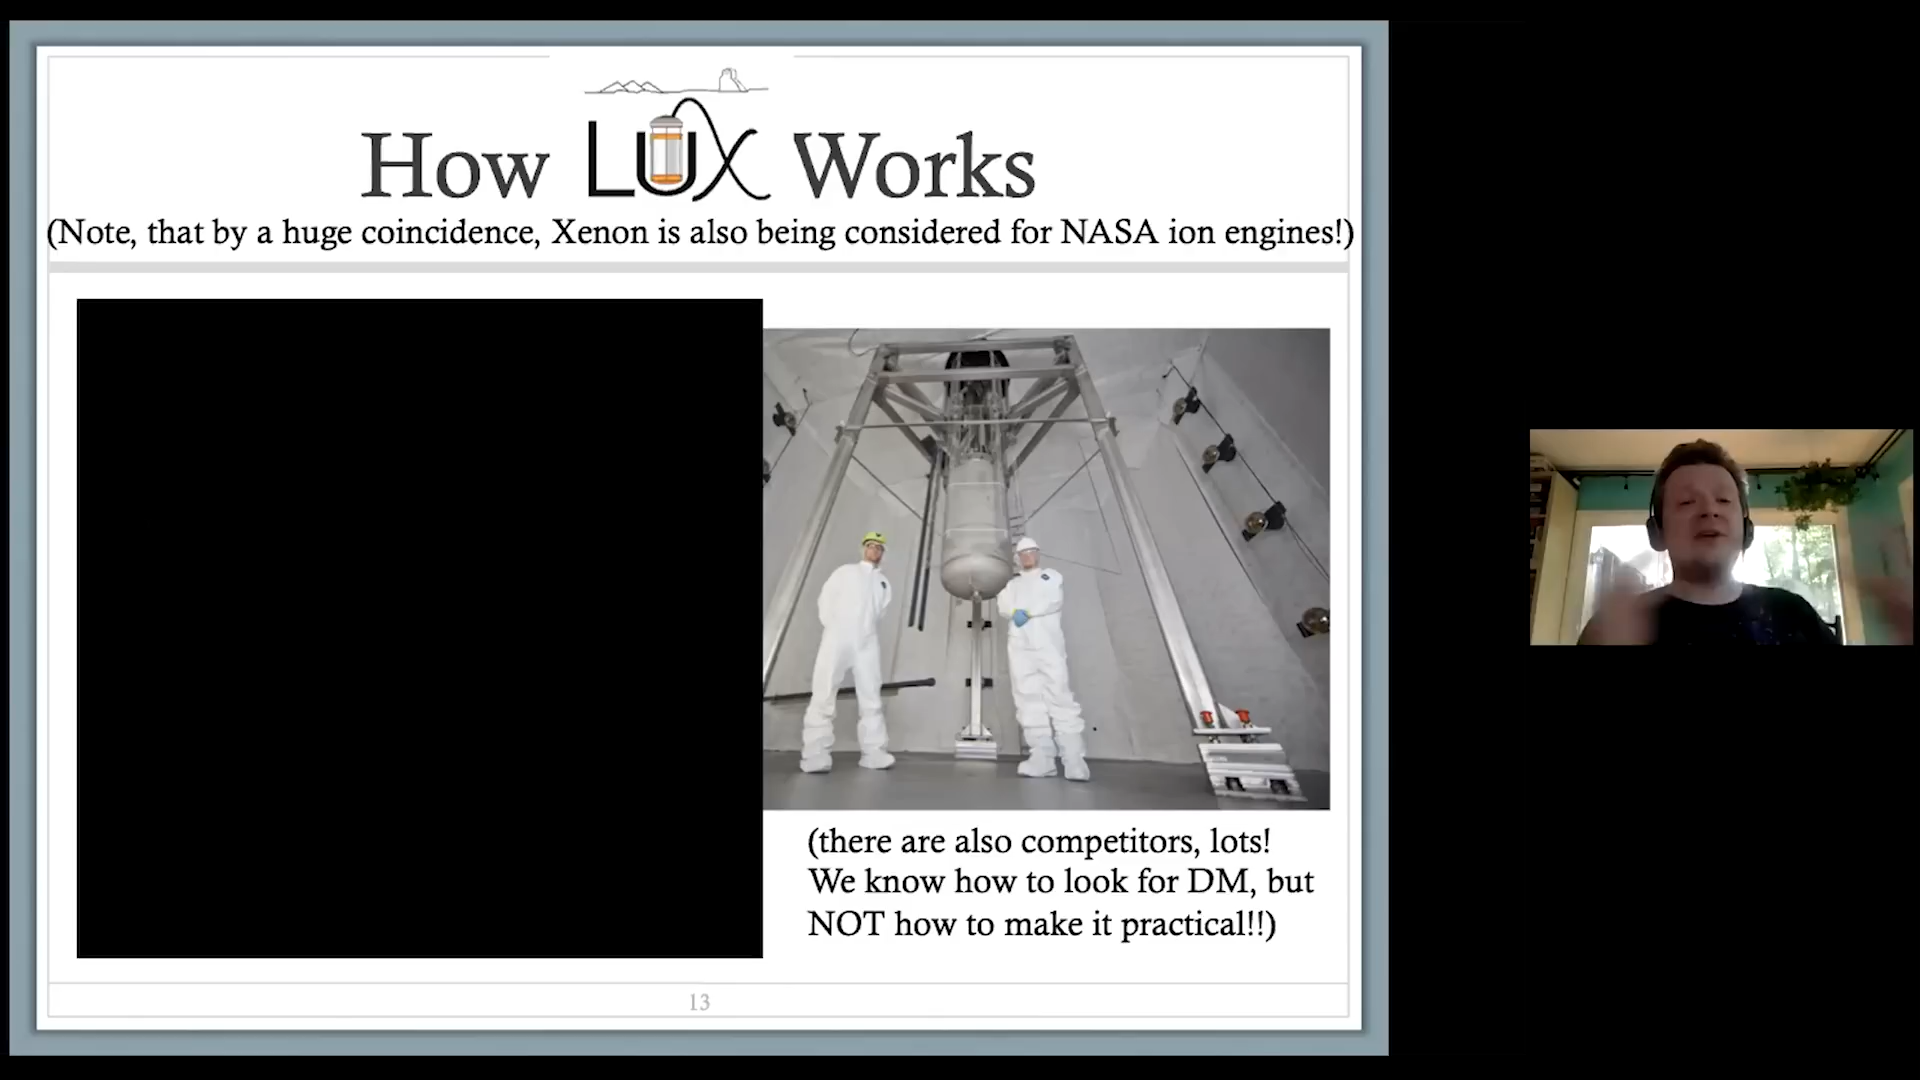 How LUX Works
(Note, that by a huge coincidence, Xenon is also being considered for NASA ion engines!)
(there are also competitors, lots!
We know how to look for DM, but
NOT how to make it practical!!)
13